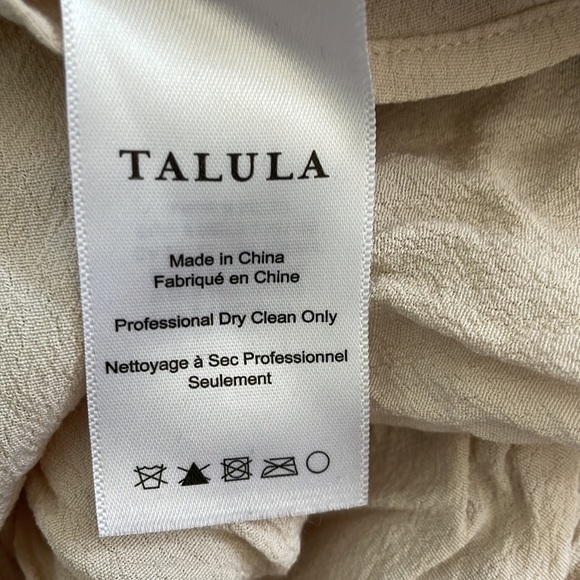 TALULA
Made in China
Fabriqué en Chine
Professional Dry Clean Only
Nettoyage à Sec Professionnel
Seulement